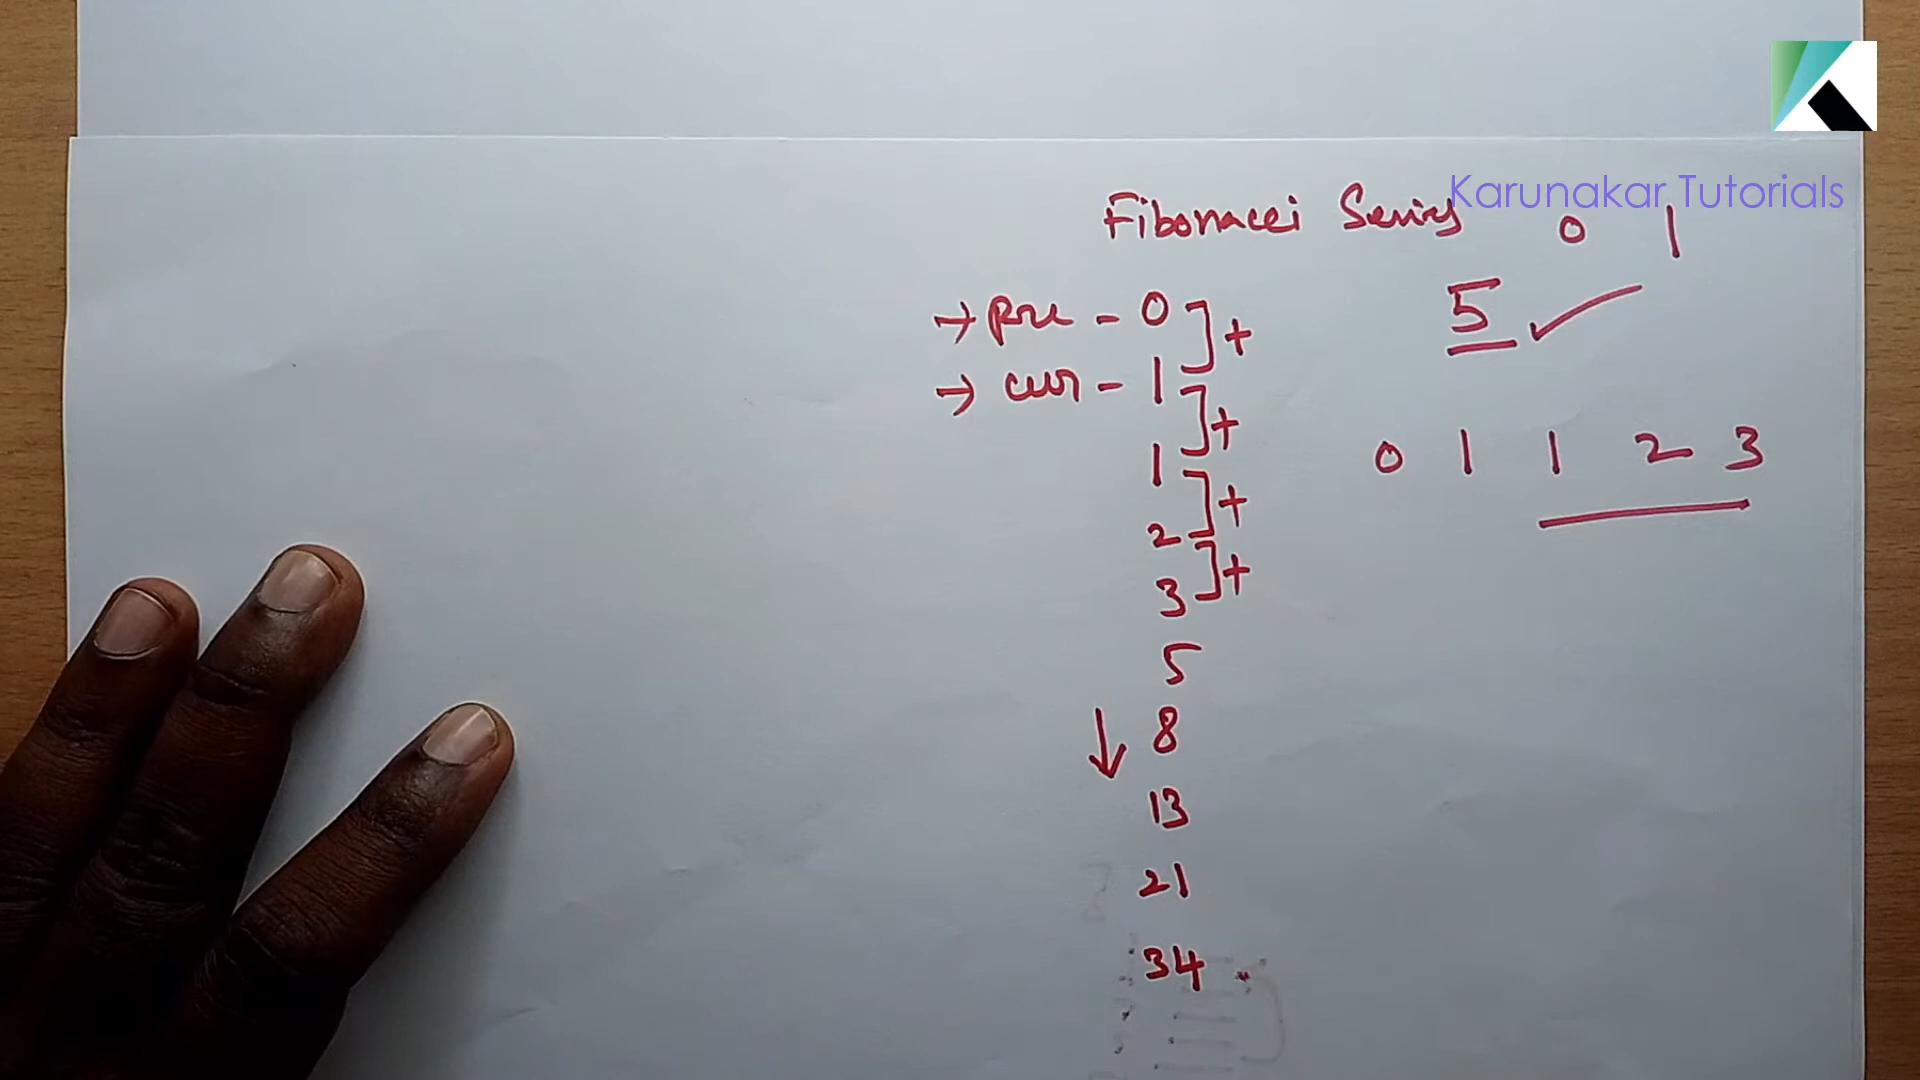 Karunakar Tutorials
Fibonacci Series 0 1
→ pre - 0 ] +
5 ✓
→ cur - 1 ] +
1 ] +
0 1 1 2 3
2 ] +
3
5
↓ 8
13
21
34